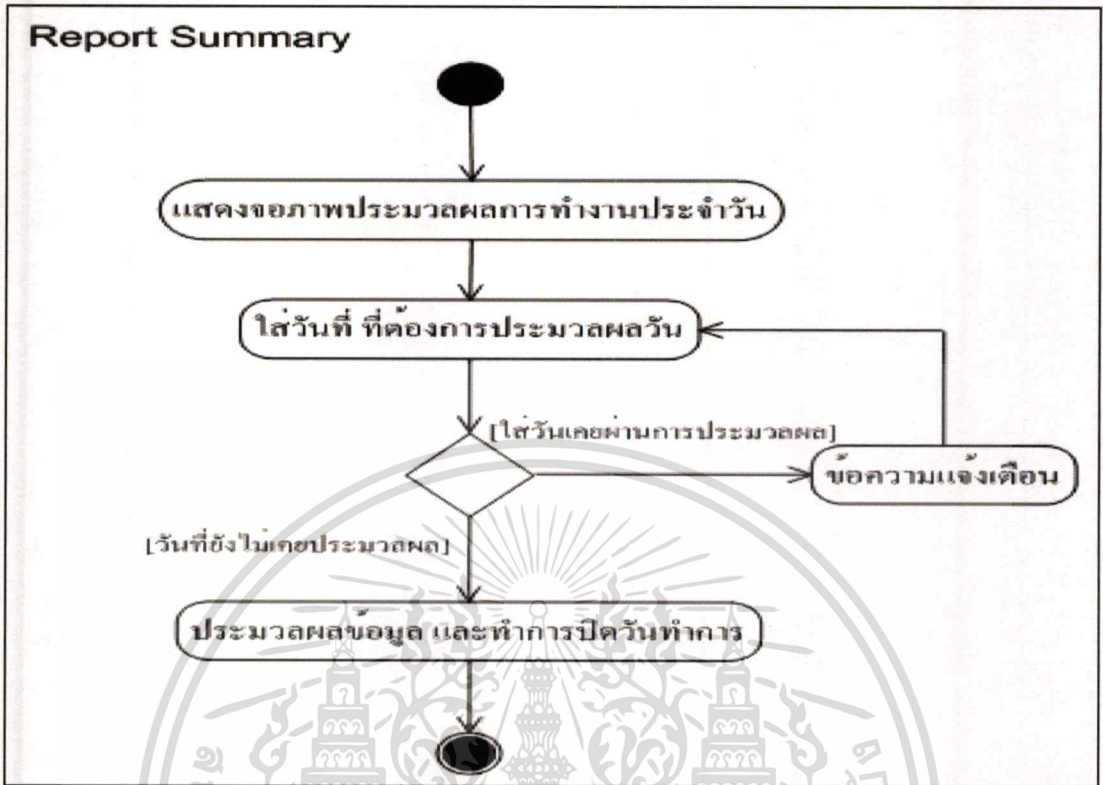 Report Summary
แสดงจอภาพประมวลผลการทำงานประจำวัน
ใส่วันที่ ที่ต้องการประมวลผลวัน
[ใส่วันเคยผ่านการประมวลผล]
ข้อความแจ้งเตือน
[วันที่ยังไม่เคยประมวลผล]
ประมวลผลข้อมูล และทำการปิดวันทำการ